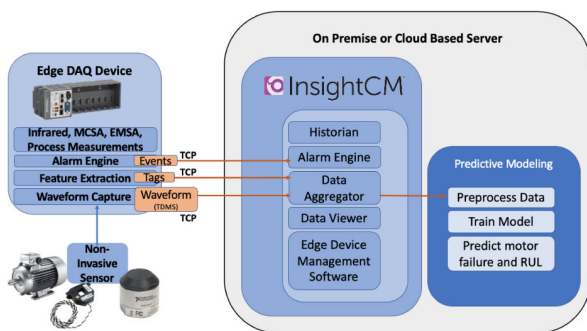 On Premise or Cloud Based Server
Edge DAQ Device
InsightCM
Infrared, MCSA, EMSA,
Process Measurements
Alarm Engine
Events
TCP
Feature Extraction
Tags
TCP
Waveform Capture
Waveform
(TDMS)
TCP
Non-
Invasive
Sensor
Historian
Alarm Engine
Data
Aggregator
Data Viewer
Edge Device
Management
Software
Predictive Modeling
Preprocess Data
Train Model
Predict motor
failure and RUL